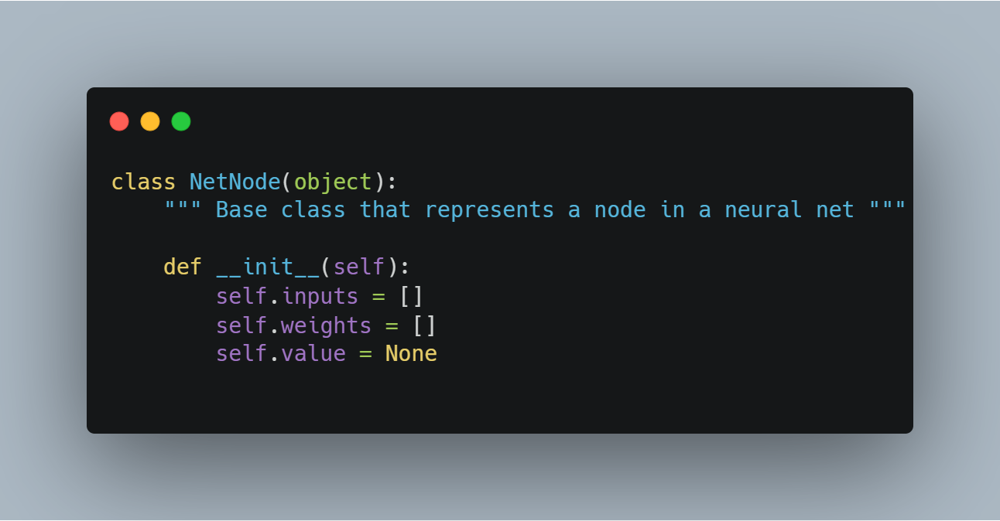 class NetNode(object):
    """ Base class that represents a node in a neural net """
    def __init__(self):
        self.inputs = []
        self.weights = []
        self.value = None